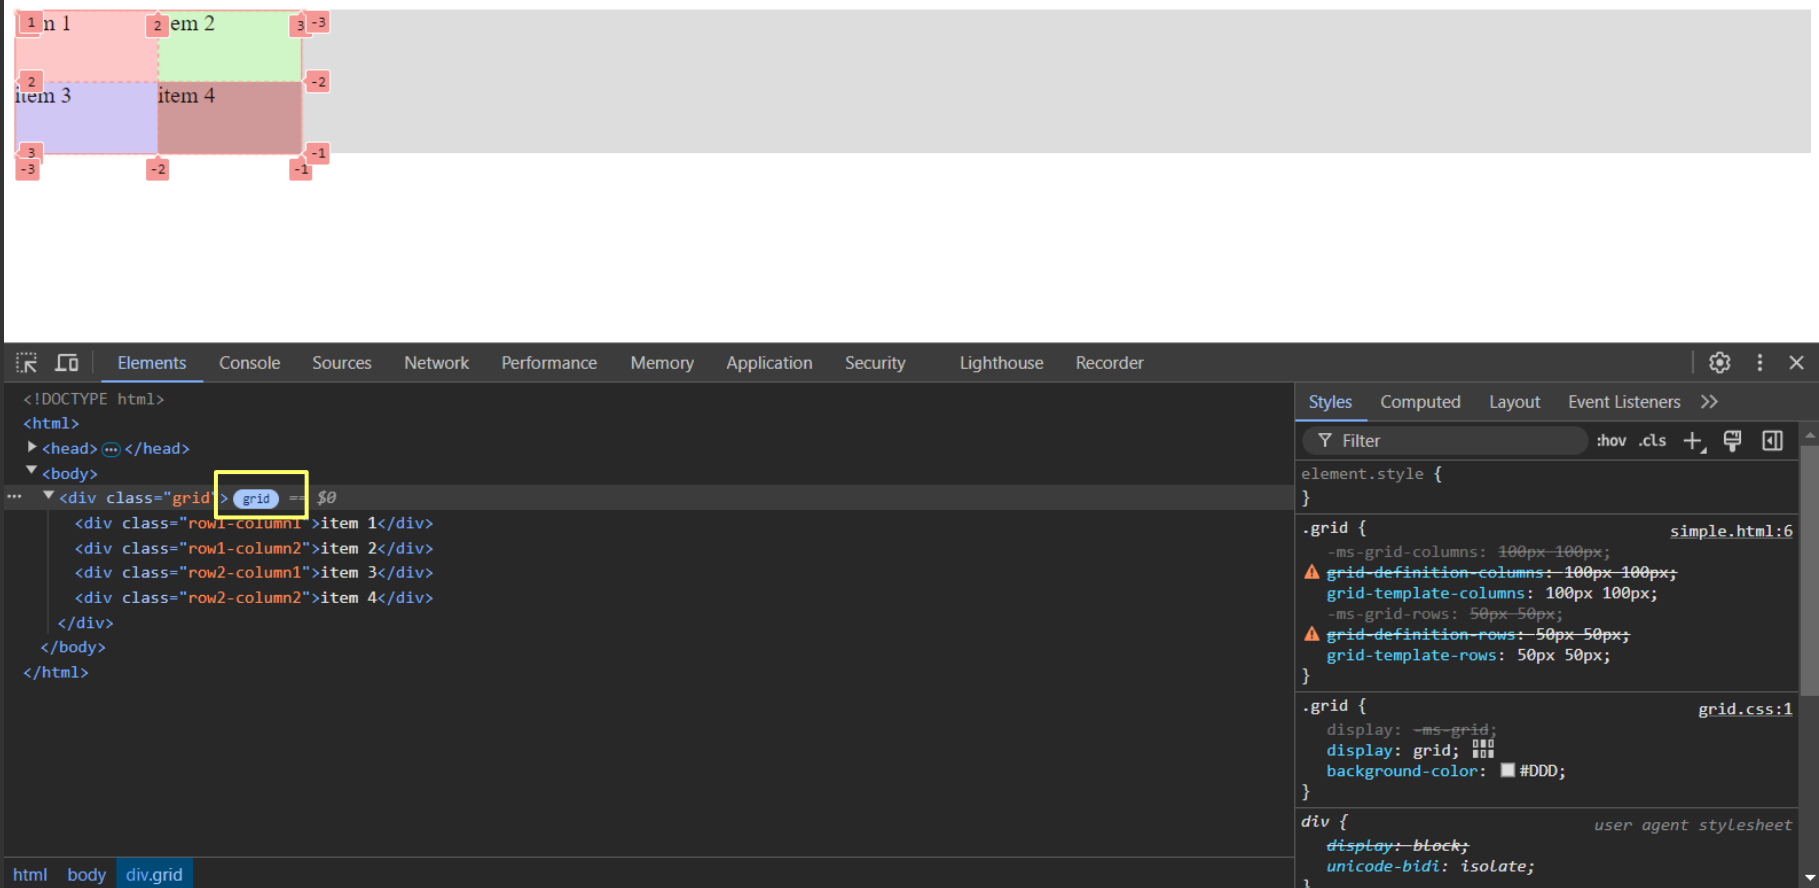 1 m 1 2 em 2 3 -3
2 -2
item 3 item 4
3 -1
-3 -2 -1
Elements Console Sources Network Performance Memory Application Security Lighthouse Recorder
<!DOCTYPE html>
<html>
<head> ⋯ </head>
<body>
⋯ <div class="grid"> grid == $0
<div class="row1-column1">item 1</div>
<div class="row1-column2">item 2</div>
<div class="row2-column1">item 3</div>
<div class="row2-column2">item 4</div>
</div>
</body>
</html>
html body div.grid
Styles Computed Layout Event Listeners
Filter :hov .cls
element.style {
}
.grid { simple.html:6
-ms-grid-columns: 100px 100px;
grid-definition-columns: 100px 100px;
grid-template-columns: 100px 100px;
-ms-grid-rows: 50px 50px;
grid-definition-rows: 50px 50px;
grid-template-rows: 50px 50px;
}
.grid { grid.css:1
display: -ms-grid;
display: grid;
background-color: #DDD;
}
div { user agent stylesheet
display: block;
unicode-bidi: isolate;
}